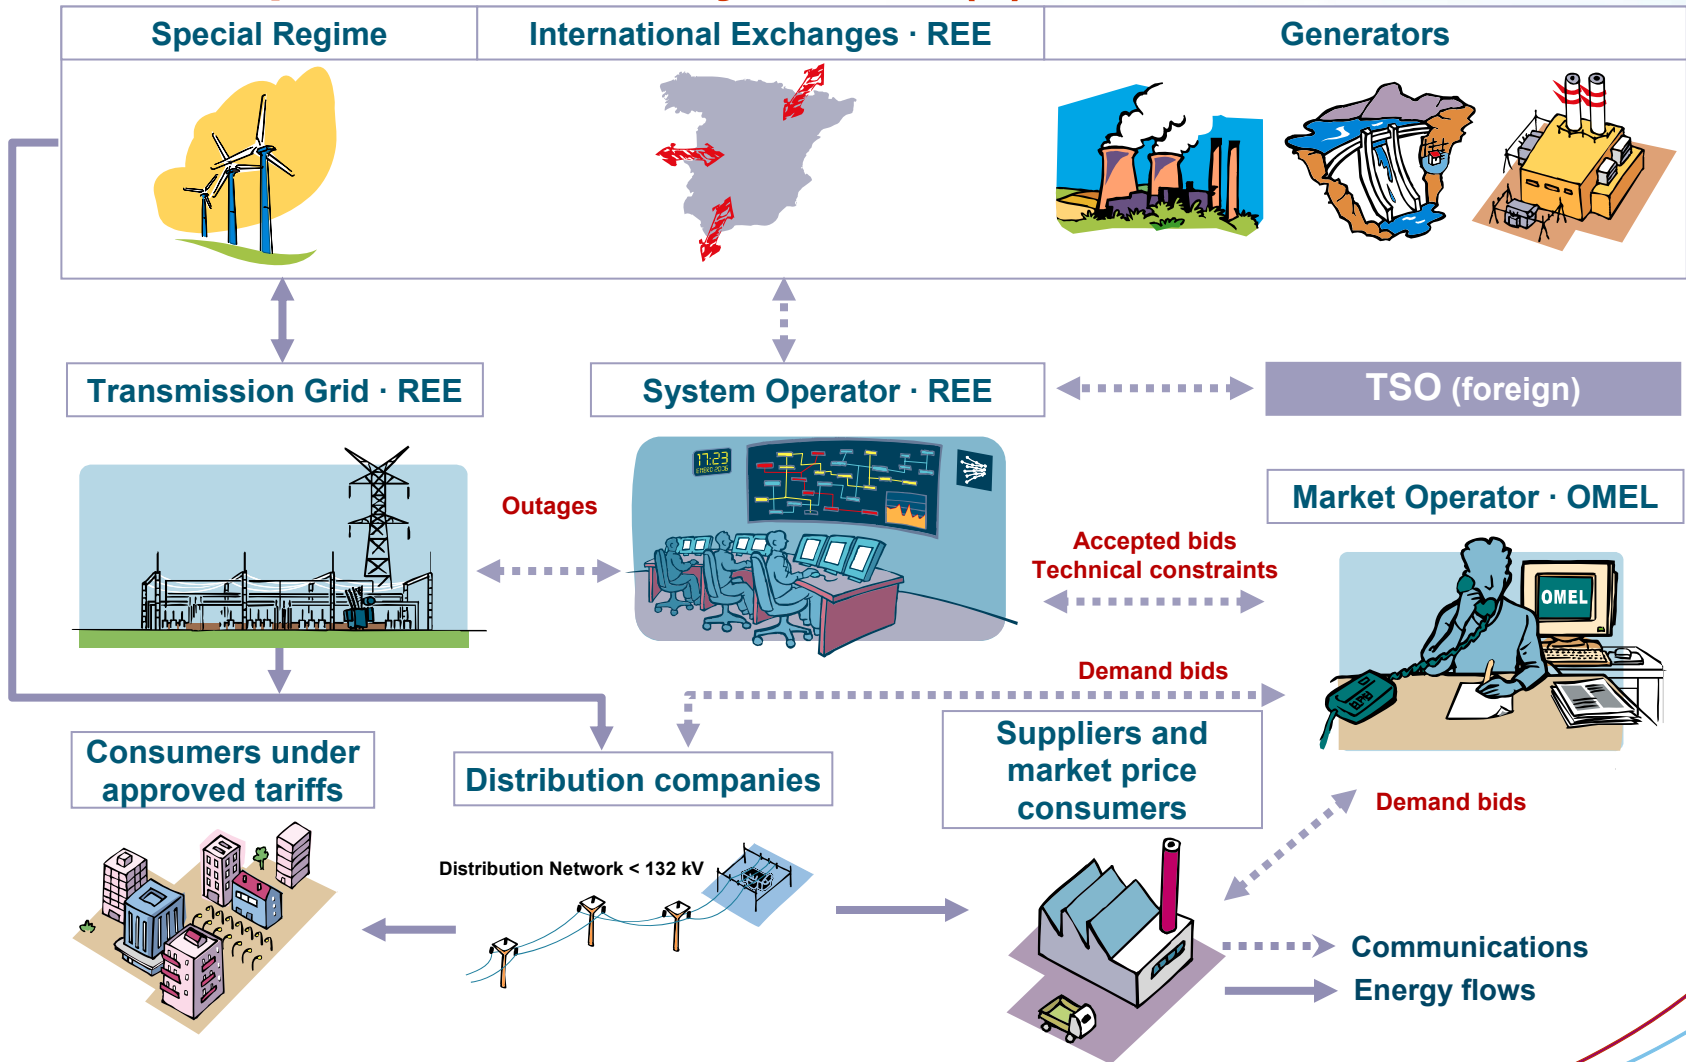 Special Regime
International Exchanges · REE
Generators
Transmission Grid · REE
System Operator · REE
TSO (foreign)
17:23
Outages
Market Operator · OMEL
Accepted bids
Technical constraints
OMEL
Demand bids
Consumers under
approved tariffs
Distribution companies
Suppliers and
market price
consumers
Demand bids
Distribution Network < 132 kV
Communications
Energy flows